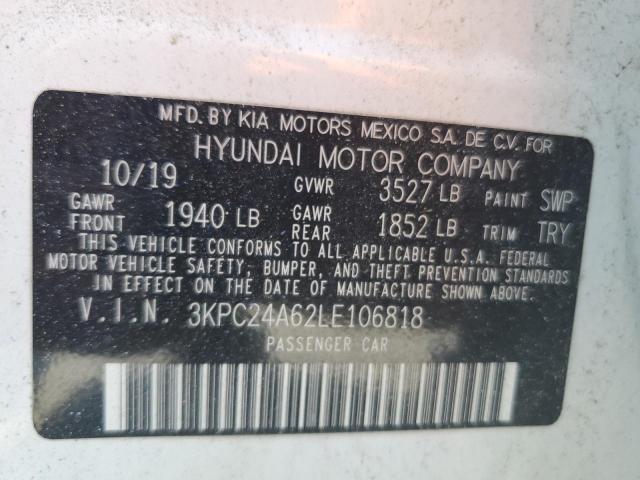 MFD. BY KIA MOTORS MEXICO S.A. DE C.V. FOR
HYUNDAI MOTOR COMPANY
10/19 GVWR 3527 LB PAINT SWP
GAWR FRONT 1940 LB GAWR REAR 1852 LB TRIM TRY
THIS VEHICLE CONFORMS TO ALL APPLICABLE U.S.A. FEDERAL
MOTOR VEHICLE SAFETY, BUMPER, AND THEFT PREVENTION STANDARDS
IN EFFECT ON THE DATE OF MANUFACTURE SHOWN ABOVE.
V.I.N. 3KPC24A62LE106818
PASSENGER CAR